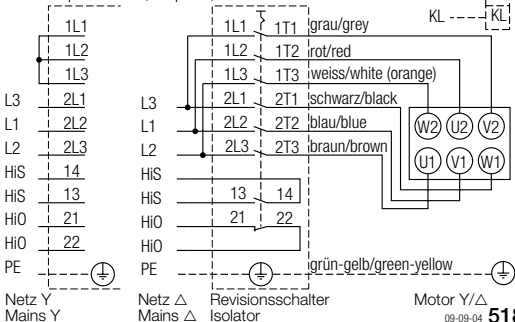 KL KL
1L1 1L1 1T1 grau/grey
1L2 1L2 1T2 rot/red
1L3 1L3 1T3 weiss/white (orange)
L3 2L1 L3 2L1 2T1 schwarz/black
L1 2L2 L1 2L2 2T2 blau/blue
L2 2L3 L2 2L3 2T3 braun/brown
W2 U2 V2
U1 V1 W1
HiS 14 HiS
HiS 13 HiS 13 14
HiO 21 HiO 21 22
HiO 22 HiO
PE PE grün-gelb/green-yellow
Netz Y Netz △ Revisionsschalter Motor Y/△
Mains Y Mains △ Isolator 09-09-04 518